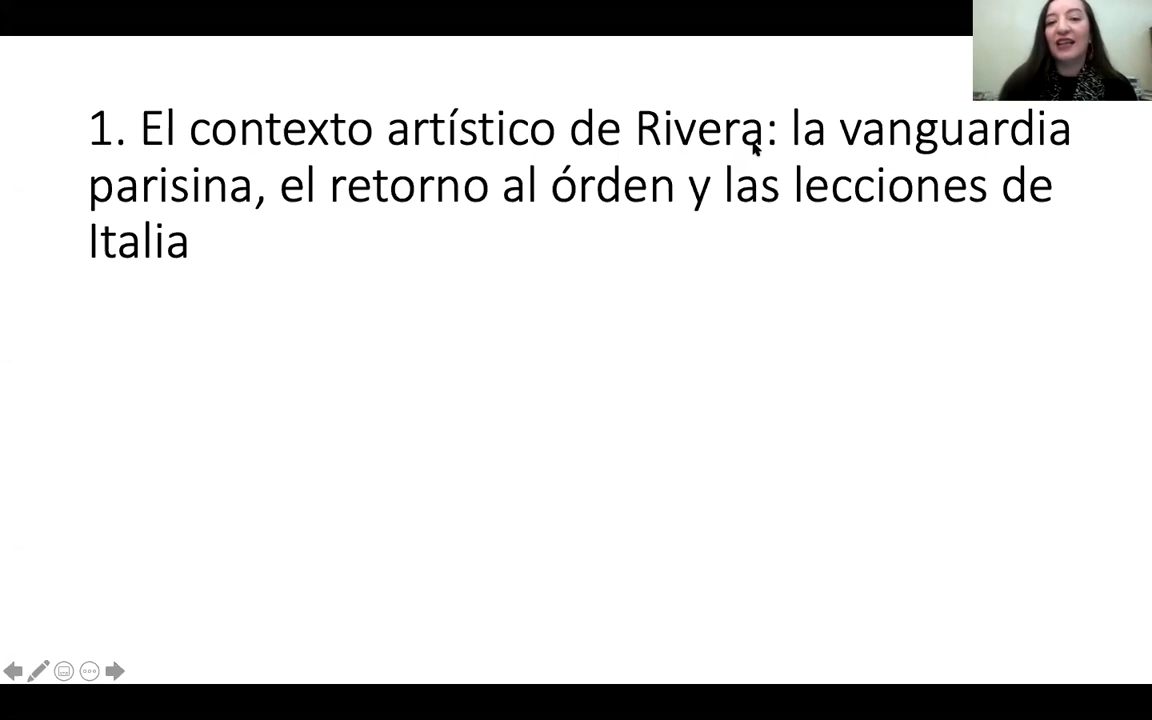 1. El contexto artístico de Rivera: la vanguardia
parisina, el retorno al órden y las lecciones de
Italia